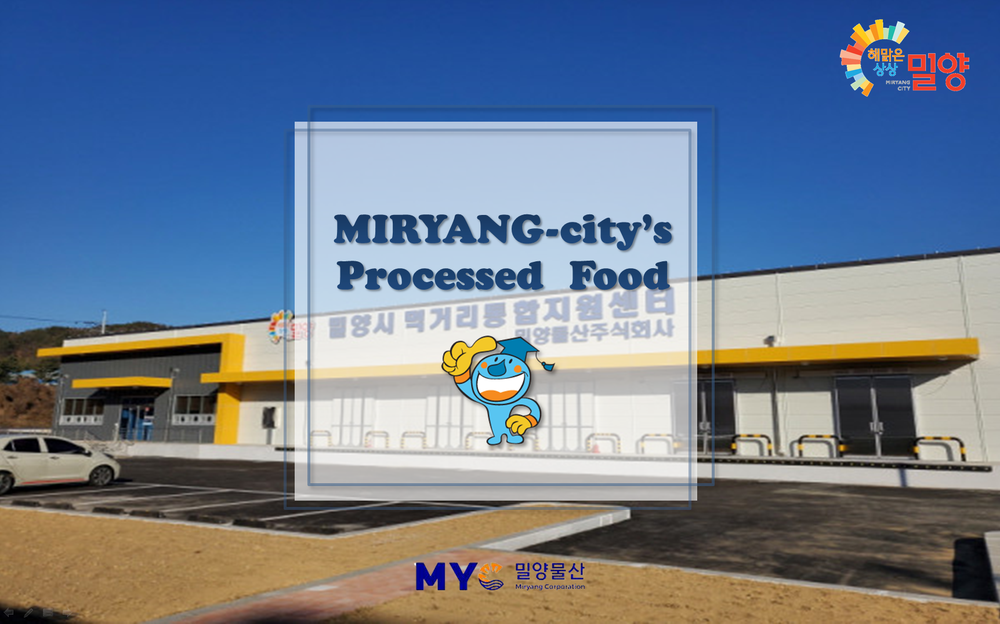 해맑은
상상
밀양
MIRYANG
CITY
MIRYANG-city's
Processed Food
밀양시 먹거리통합지원센터
밀양물산주식회사
MYC 밀양물산
Miryang Corporation